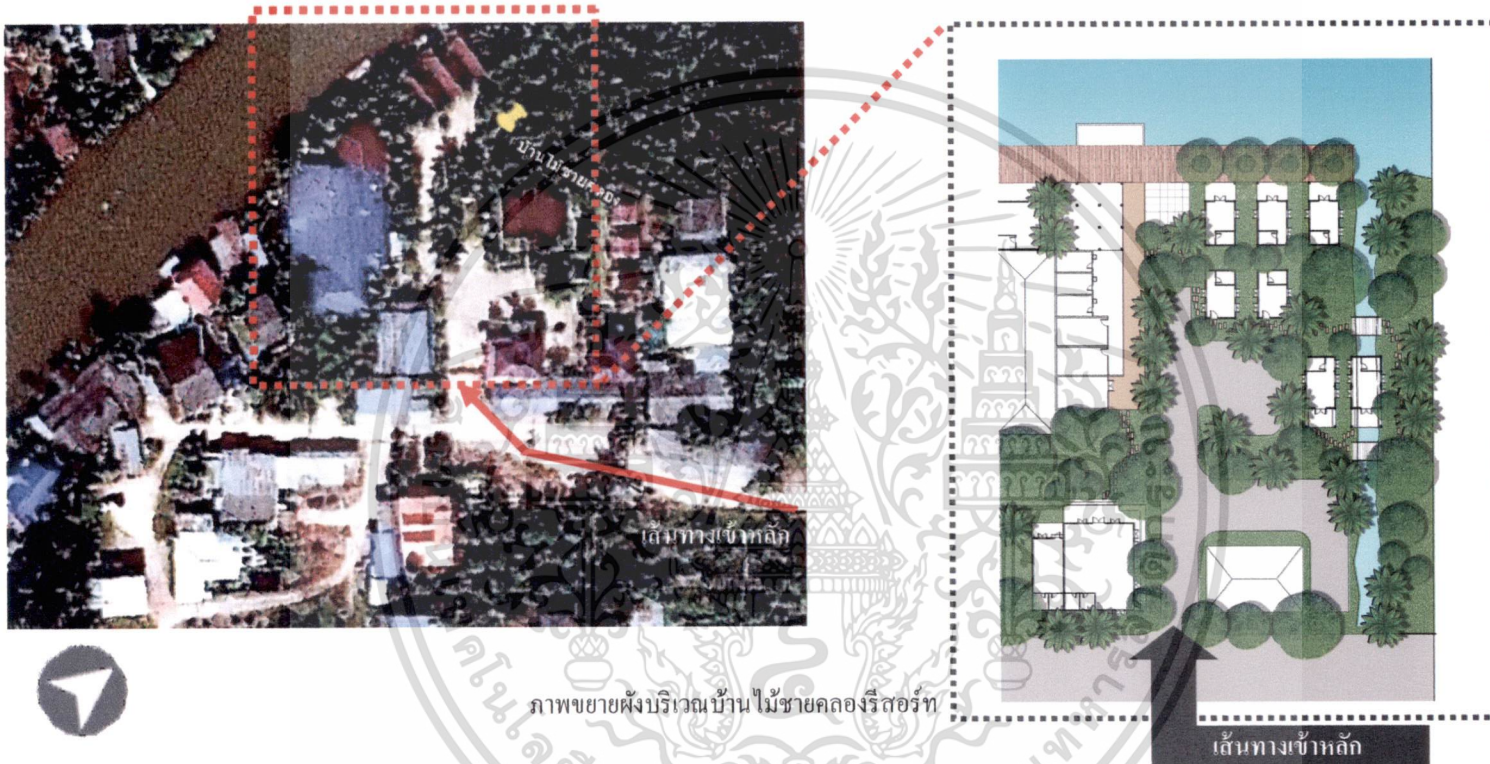 บ้านไม้ชายคลอง
เส้นทางเข้าหลัก
ภาพขยายผังบริเวณบ้านไม้ชายคลองรีสอร์ท
เส้นทางเข้าหลัก